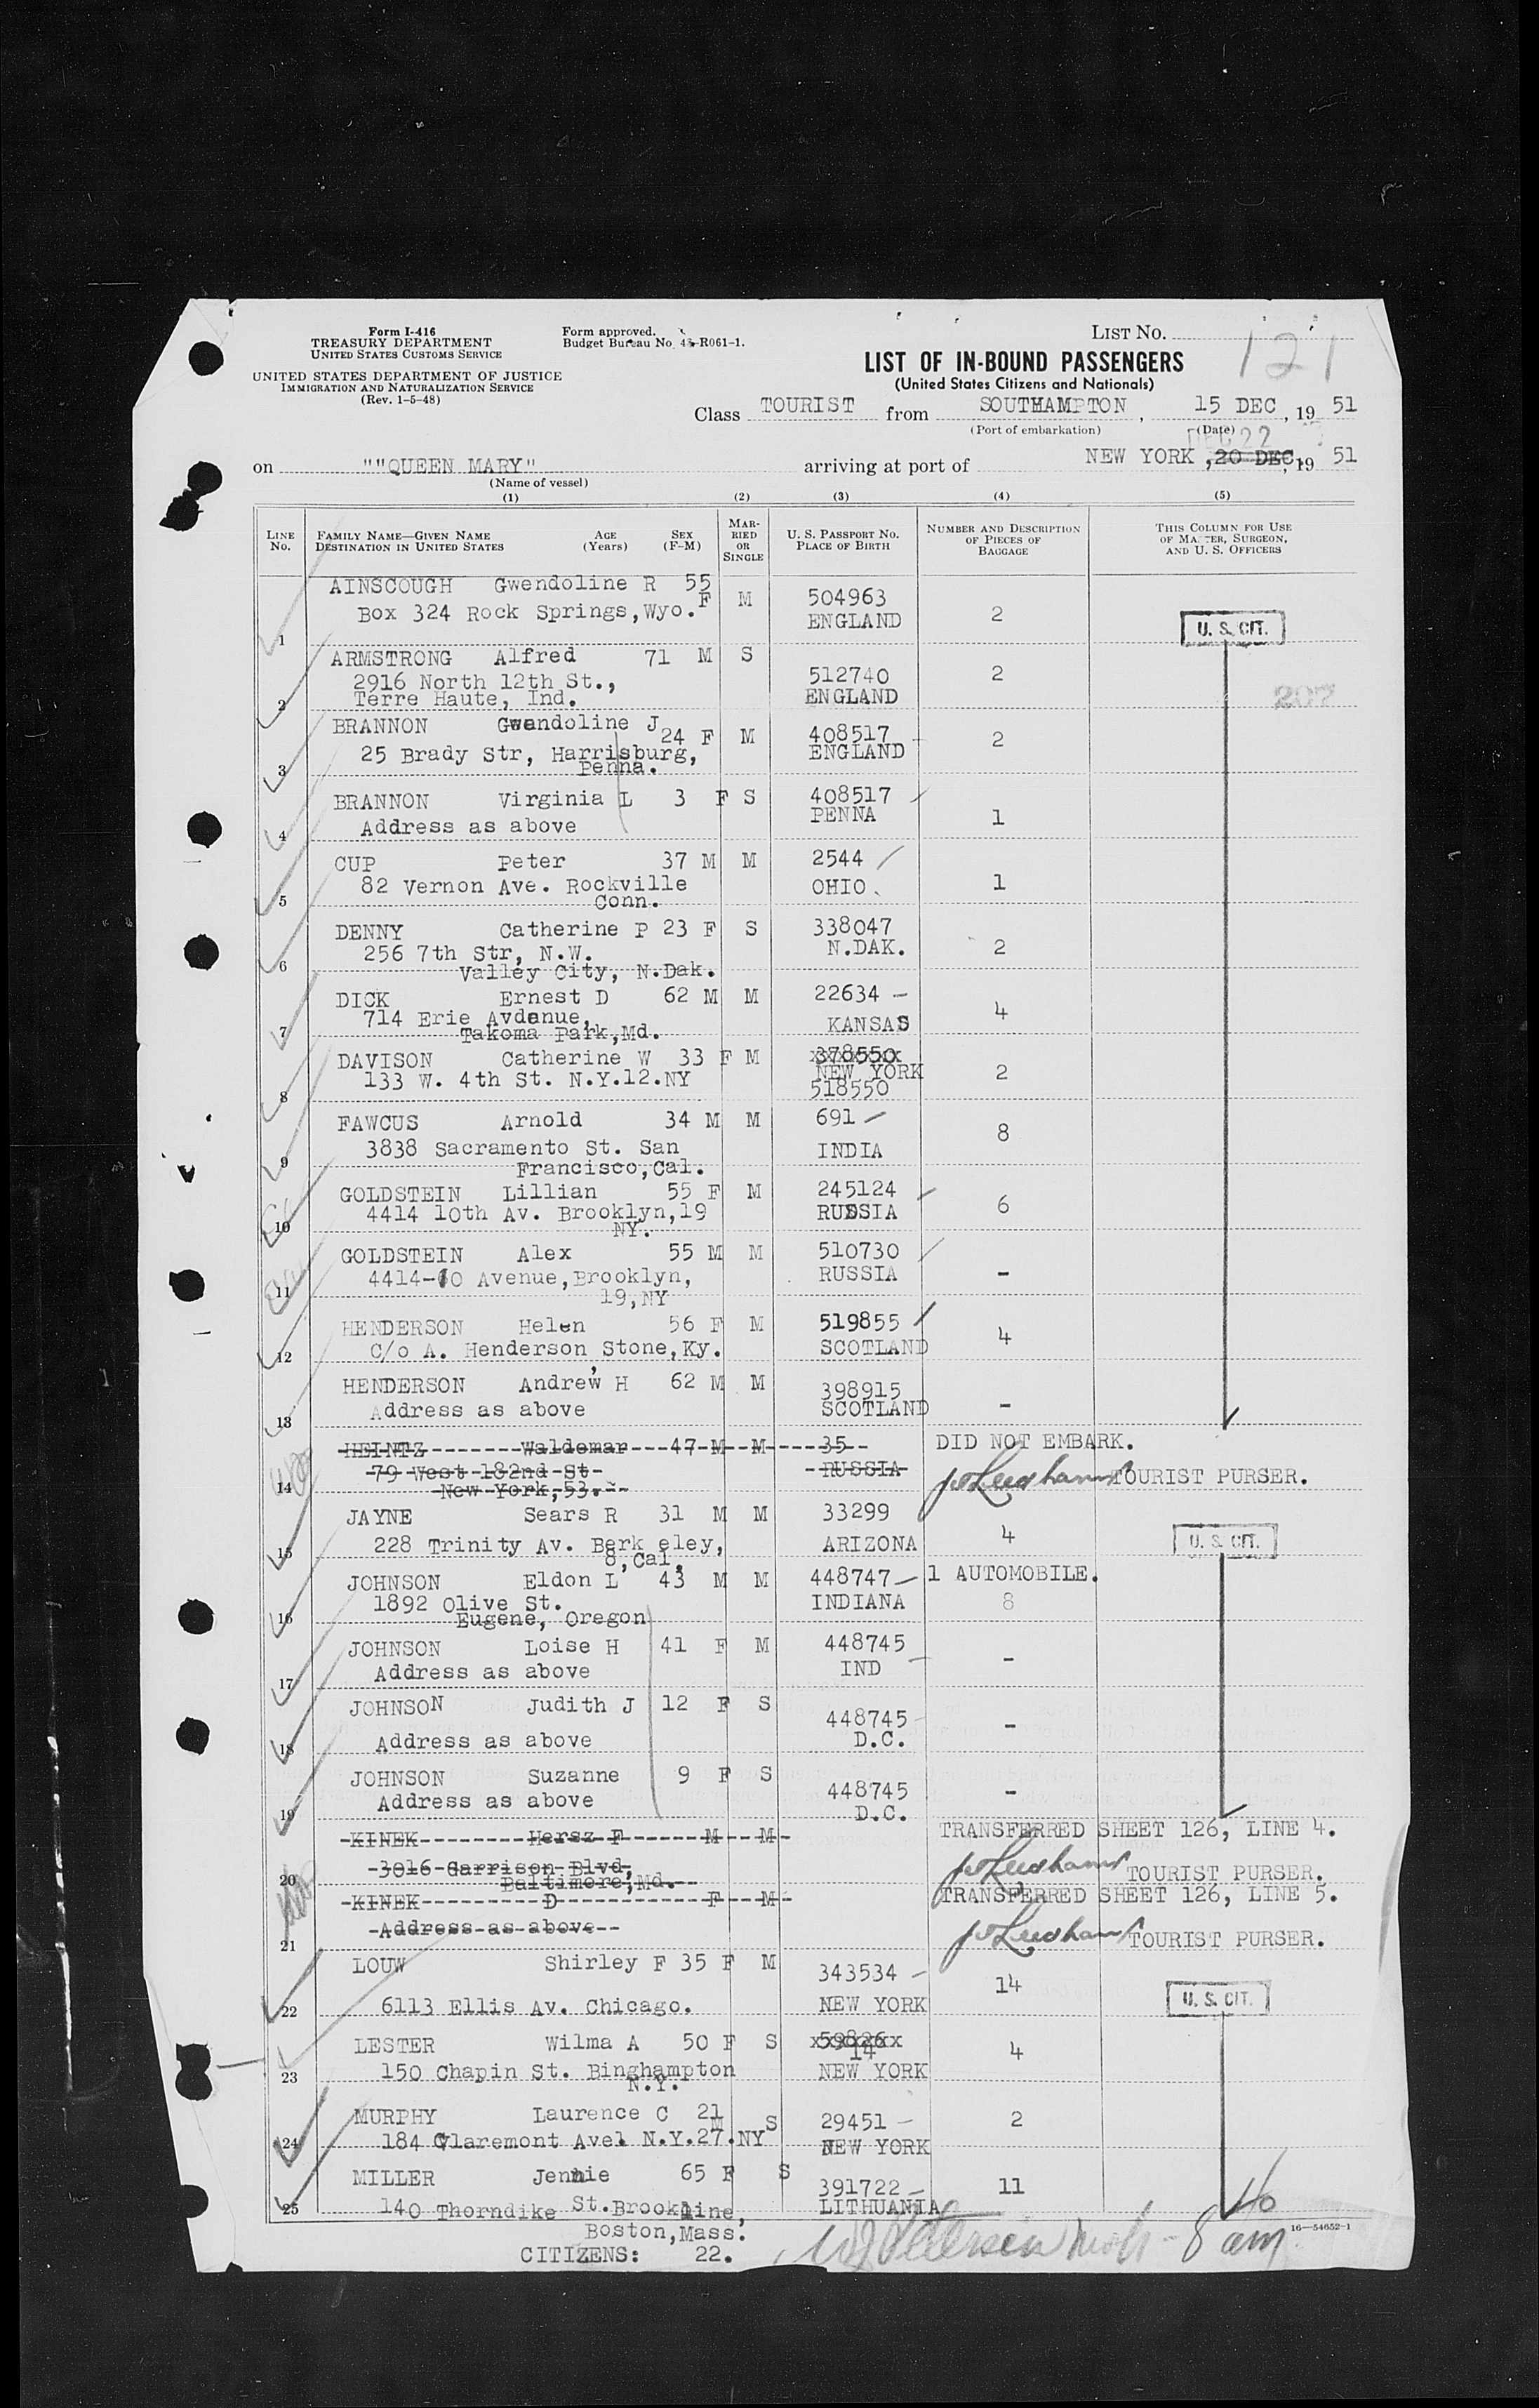 Form I-416
TREASURY DEPARTMENT
UNITED STATES CUSTOMS SERVICE
UNITED STATES DEPARTMENT OF JUSTICE
IMMIGRATION AND NATURALIZATION SERVICE
(Rev. 1-5-48)
Form approved.
Budget Bureau No. 43-R061-1.
LIST NO. 121
LIST OF IN-BOUND PASSENGERS
(United States Citizens and Nationals)
Class TOURIST from SOUTHAMPTON, 15 DEC, 19 51
(Port of embarkation) (Date)
DEC 22
on ""QUEEN MARY" arriving at port of NEW YORK, 20 DEC, 19 51
(Name of vessel)
(1) (2) (3) (4) (5)
LINE NO.
FAMILY NAME—GIVEN NAME AGE (Years) SEX (F-M)
DESTINATION IN UNITED STATES
MARRIED OR SINGLE
U. S. PASSPORT NO.
PLACE OF BIRTH
NUMBER AND DESCRIPTION OF PIECES OF BAGGAGE
THIS COLUMN FOR USE OF MASTER, SURGEON, AND U. S. OFFICERS
AINSCOUGH Gwendoline R 55 F M 504963
1 Box 324 Rock Springs, Wyo. ENGLAND 2 U. S. CIT.
ARMSTRONG Alfred 71 M S
2916 North 12th St., 512740 2
2 Terre Haute, Ind. ENGLAND 207
BRANNON Gwendoline J 24 F M 408517
25 Brady Str, Harrisburg, ENGLAND 2
3 Penna.
BRANNON Virginia L 3 F S 408517
4 Address as above PENNA 1
CUP Peter 37 M M 2544
82 Vernon Ave. Rockville OHIO 1
5 Conn.
DENNY Catherine P 23 F S 338047
256 7th Str, N.W. N.DAK. 2
6 Valley City, N.Dak.
DICK Ernest D 62 M M 22634
714 Erie Avdenue, KANSAS 4
7 Takoma Park, Md.
DAVISON Catherine W 33 F M 378550
133 W. 4th St. N.Y.12.NY NEW YORK 2
8 518550
FAWCUS Arnold 34 M M 691
3838 Sacramento St. San INDIA 8
9 Francisco, Cal.
GOLDSTEIN Lillian 55 F M 245124
4414 10th Av. Brooklyn, 19 RUSSIA 6
10 NY.
GOLDSTEIN Alex 55 M M 510730
4414-10 Avenue, Brooklyn, RUSSIA -
11 19, NY
HENDERSON Helen 56 F M 519855
12 C/o A. Henderson, Stone, Ky. SCOTLAND 4
HENDERSON Andrew H 62 M M 398915
13 Address as above SCOTLAND -
HEINTZ Waldemar 47 M M 35 DID NOT EMBARK.
79 West 182nd St RUSSIA TOURIST PURSER.
14 New York, 53.
JAYNE Sears R 31 M M 33299
228 Trinity Av. Berk eley, ARIZONA 4 U. S. CIT.
15 8, Cal.
JOHNSON Eldon L 43 M M 448747 1 AUTOMOBILE.
1892 Olive St. INDIANA 8
16 Eugene, Oregon
JOHNSON Loise H 41 F M 448745
17 Address as above IND -
JOHNSON Judith J 12 F S 448745
18 Address as above D.C. -
JOHNSON Suzanne 9 F S 448745
19 Address as above D.C. -
KINEK Hersz F M M TRANSFERRED SHEET 126, LINE 4.
3016 Garrison Blvd, TOURIST PURSER.
20 Baltimore, Md.
KINEK D F M TRANSFERRED SHEET 126, LINE 5.
21 Address as above TOURIST PURSER.
LOUW Shirley F 35 F M 343534 14
22 6113 Ellis Av. Chicago. NEW YORK U. S. CIT.
LESTER Wilma A 50 F S 59826
14
150 Chapin St. Binghampton NEW YORK 4
23 N.Y.
MURPHY Laurence C 21 M S 29451 2
24 184 Claremont Avel N.Y.27.NY NEW YORK
MILLER Jennie 65 F S 391722 11
25 140 Thorndike St. Brookline, LITHUANIA
Boston, Mass.
CITIZENS: 22.
8 am
16—54652-1